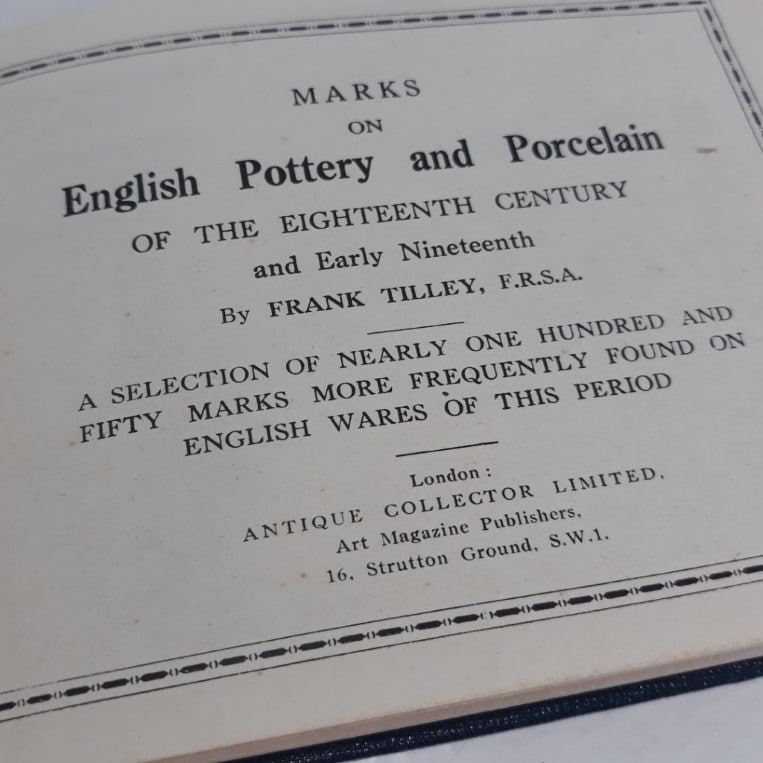 MARKS
ON
English Pottery and Porcelain
OF THE EIGHTEENTH CENTURY
and Early Nineteenth
By FRANK TILLEY, F.R.S.A.
A SELECTION OF NEARLY ONE HUNDRED AND
FIFTY MARKS MORE FREQUENTLY FOUND ON
ENGLISH WARES OF THIS PERIOD
London :
ANTIQUE COLLECTOR LIMITED,
Art Magazine Publishers,
16, Strutton Ground, S.W.1.